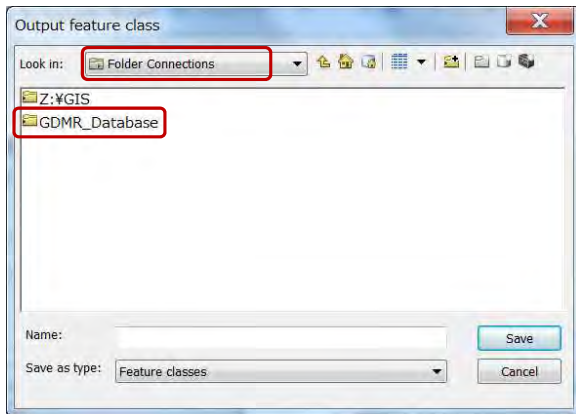 Output feature class
Look in: Folder Connections
Z:¥GIS
GDMR_Database
Name:
Save
Save as type: Feature classes
Cancel